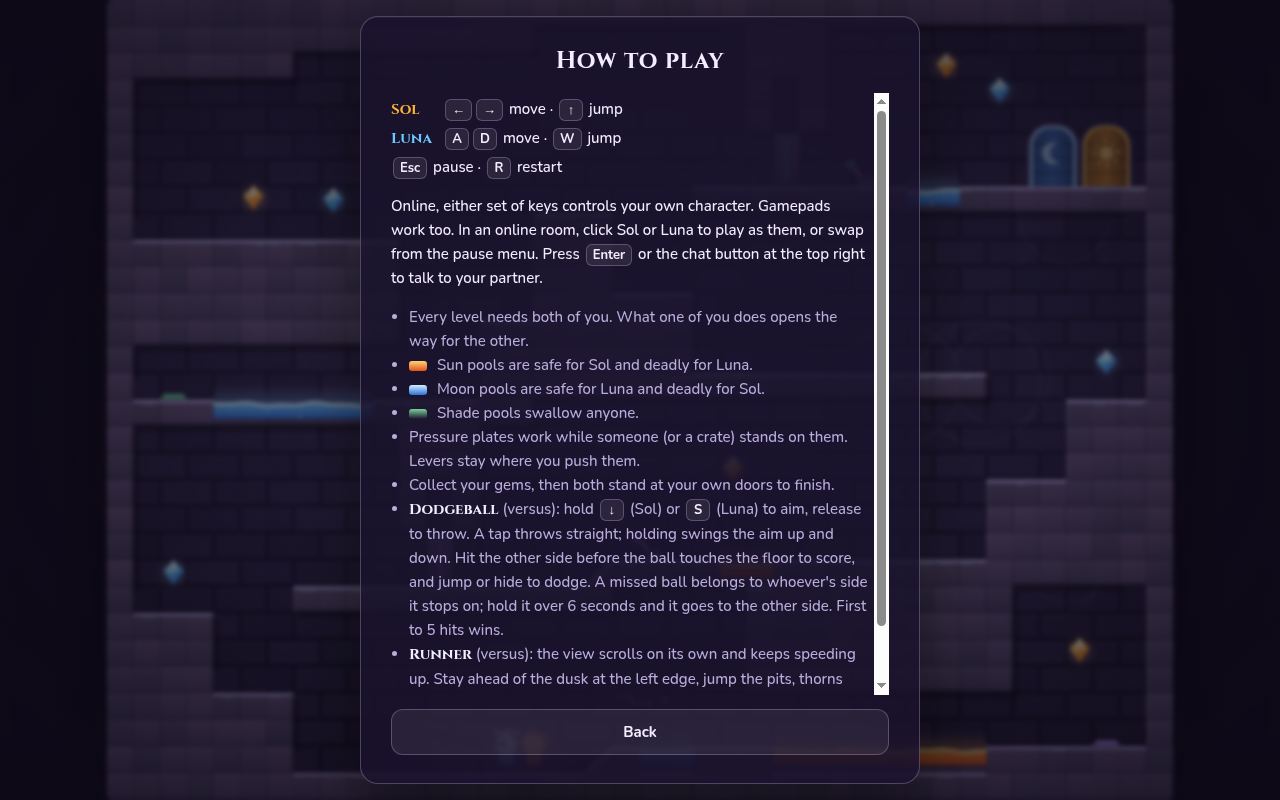 How to play
Sol ← → move · ↑ jump
Luna A D move · W jump
Esc pause · R restart
Online, either set of keys controls your own character. Gamepads
work too. In an online room, click Sol or Luna to play as them, or swap
from the pause menu. Press Enter or the chat button at the top right
to talk to your partner.
• Every level needs both of you. What one of you does opens the
way for the other.
• Sun pools are safe for Sol and deadly for Luna.
• Moon pools are safe for Luna and deadly for Sol.
• Shade pools swallow anyone.
• Pressure plates work while someone (or a crate) stands on them.
Levers stay where you push them.
• Collect your gems, then both stand at your own doors to finish.
• Dodgeball (versus): hold ↓ (Sol) or S (Luna) to aim, release
to throw. A tap throws straight; holding swings the aim up and
down. Hit the other side before the ball touches the floor to score,
and jump or hide to dodge. A missed ball belongs to whoever's side
it stops on; hold it over 6 seconds and it goes to the other side. First
to 5 hits wins.
• Runner (versus): the view scrolls on its own and keeps speeding
up. Stay ahead of the dusk at the left edge, jump the pits, thorns
Back